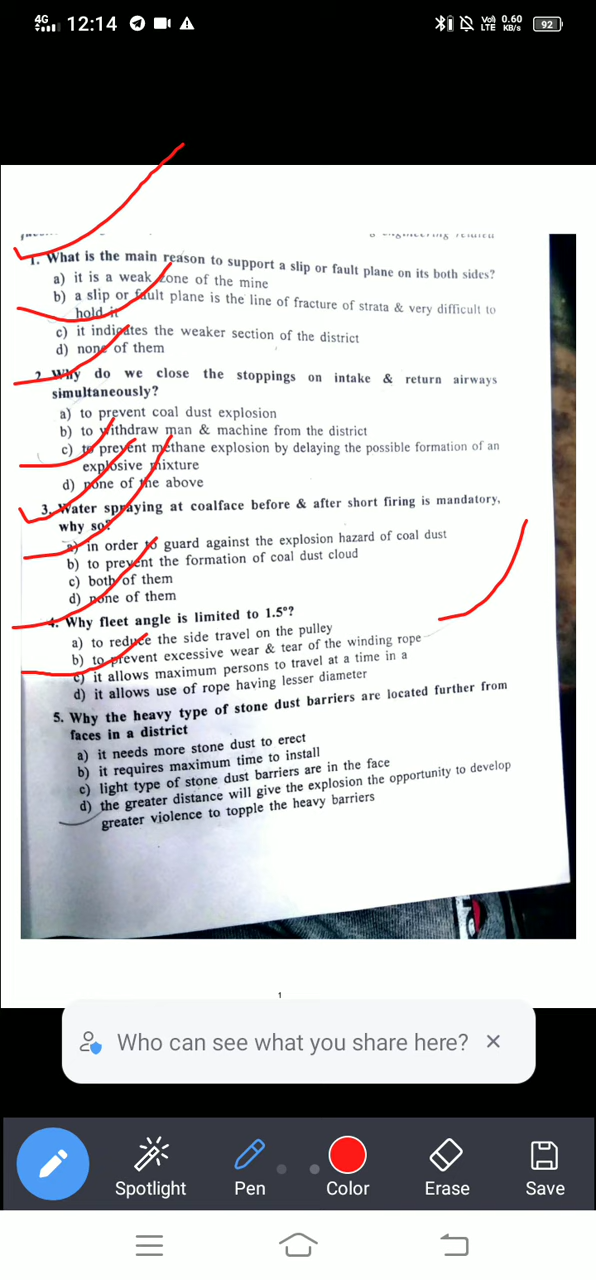 4G 12:14 Vo) LTE 0.60 KB/s 92
1. What is the main reason to support a slip or fault plane on its both sides?
a) it is a weak zone of the mine
b) a slip or fault plane is the line of fracture of strata & very difficult to
hold it
c) it indicates the weaker section of the district
d) none of them
2. Why do we close the stoppings on intake & return airways
simultaneously?
a) to prevent coal dust explosion
b) to withdraw man & machine from the district
c) to prevent methane explosion by delaying the possible formation of an
explosive mixture
d) none of the above
3. Water spraying at coalface before & after short firing is mandatory,
why so?
a) in order to guard against the explosion hazard of coal dust
b) to prevent the formation of coal dust cloud
c) both of them
d) none of them
4. Why fleet angle is limited to 1.5°?
a) to reduce the side travel on the pulley
b) to prevent excessive wear & tear of the winding rope
c) it allows maximum persons to travel at a time in a
d) it allows use of rope having lesser diameter
5. Why the heavy type of stone dust barriers are located further from
faces in a district
a) it needs more stone dust to erect
b) it requires maximum time to install
c) light type of stone dust barriers are in the face
d) the greater distance will give the explosion the opportunity to develop
greater violence to topple the heavy barriers
1
Who can see what you share here?
Spotlight Pen Color Erase Save